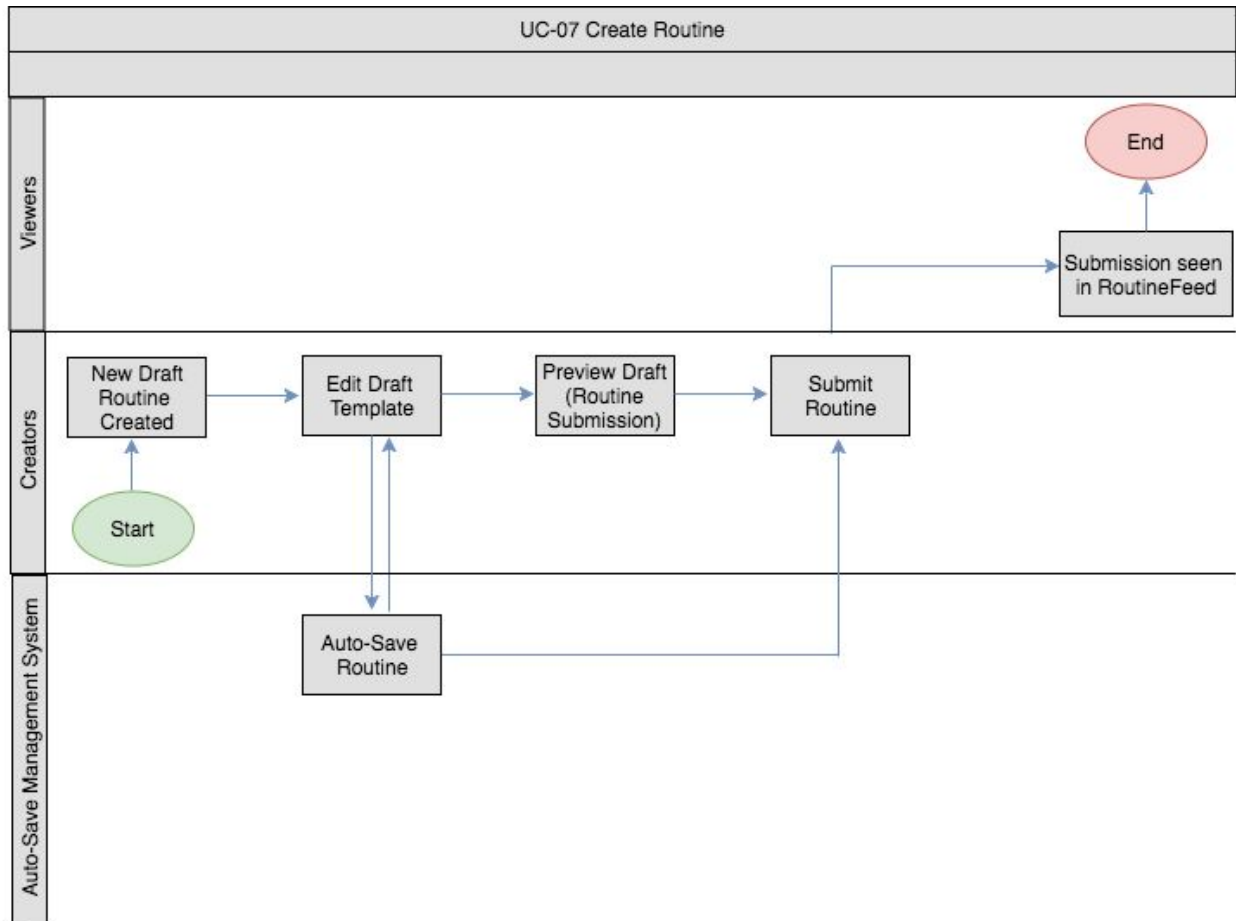 UC-07 Create Routine
Viewers
End
Submission seen
in RoutineFeed
Creators
New Draft
Routine
Created
Edit Draft
Template
Preview Draft
(Routine
Submission)
Submit
Routine
Start
Auto-Save Management System
Auto-Save
Routine